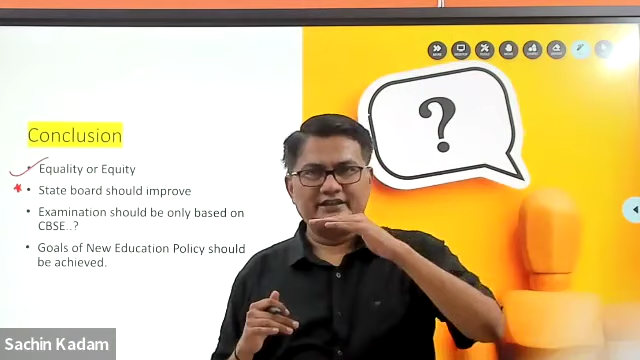 Conclusion
• Equality or Equity
• State board should improve
• Examination should be only based on
CBSE..?
• Goals of New Education Policy should
be achieved.
?
Sachin Kadam